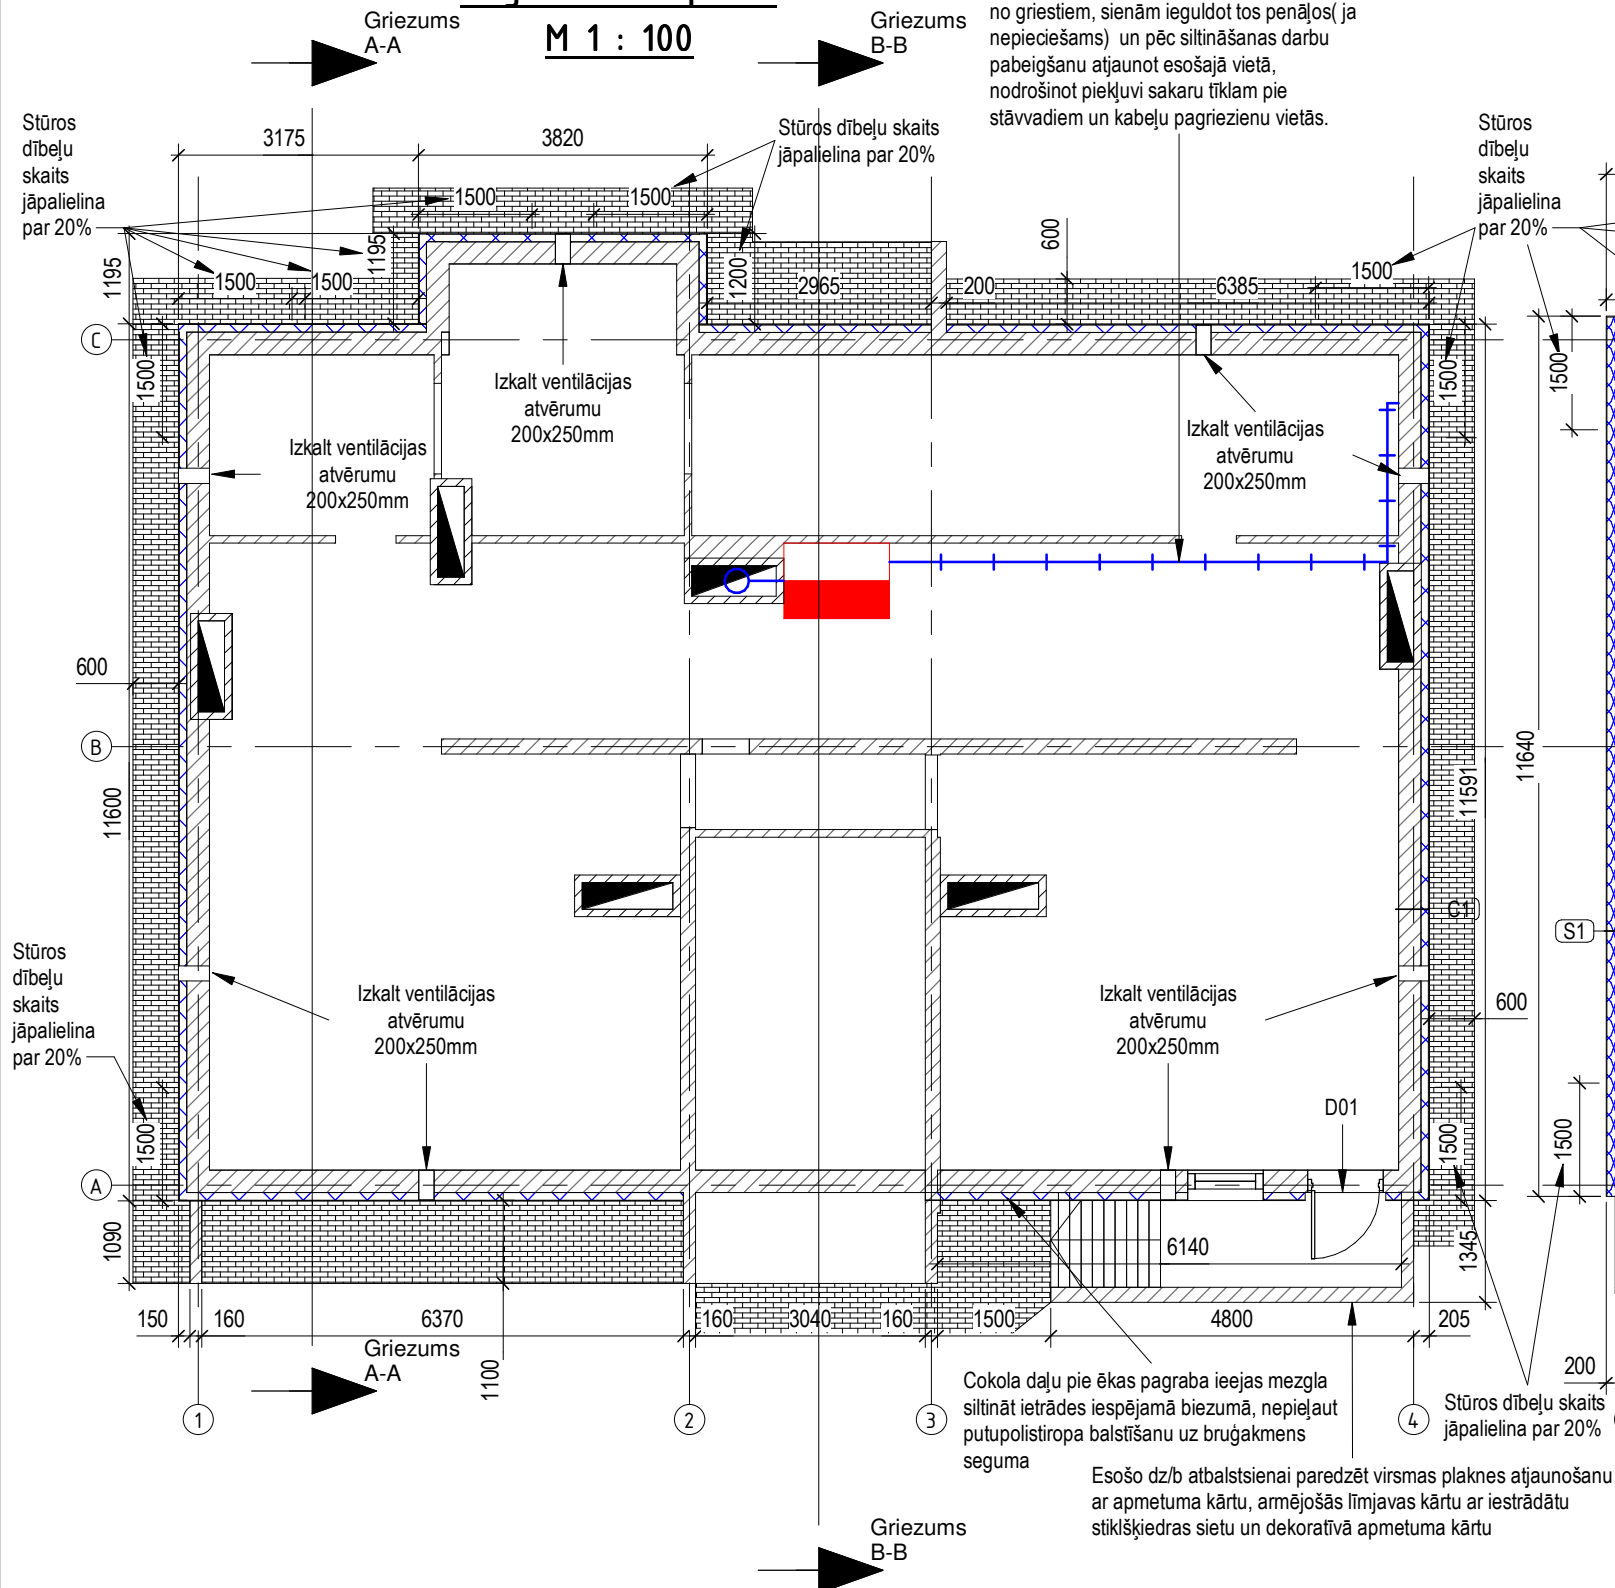 Griezums
A-A
M 1 : 100
Griezums
B-B
no griestiem, sienām ieguldot tos penāļos( ja
nepieciešams) un pēc siltināšanas darbu
pabeigšanu atjaunot esošajā vietā,
nodrošinot piekļuvi sakaru tīklam pie
stāvvadiem un kabeļu pagriezienu vietās.
Stūros
dībeļu
skaits
jāpalielina
par 20%
3175
3820
Stūros dībeļu skaits
jāpalielina par 20%
Stūros
dībeļu
skaits
jāpalielina
par 20%
1500
1500
1195
1195
1500
1500
1200
2965
200
600
6385
1500
C
1500
1500
1500
Izkalt ventilācijas
atvērumu
200x250mm
Izkalt ventilācijas
atvērumu
200x250mm
Izkalt ventilācijas
atvērumu
200x250mm
600
B
11600
11591
11640
C1
S1
Stūros
dībeļu
skaits
jāpalielina
par 20%
Izkalt ventilācijas
atvērumu
200x250mm
Izkalt ventilācijas
atvērumu
200x250mm
600
D01
1500
1500
1500
A
1090
6140
1345
150
160
6370
160
3040
160
1500
4800
205
1100
Griezums
A-A
200
1
2
3
4
Cokola daļu pie ēkas pagraba ieejas mezgla
siltināt ietrādes iespējamā biezumā, nepieļaut
putupolistiropa balstīšanu uz bruģakmens
seguma
Stūros dībeļu skaits
jāpalielina par 20%
Esošo dz/b atbalstsienai paredzēt virsmas plaknes atjaunošanu
ar apmetuma kārtu, armējošās līmjavas kārtu ar iestrādātu
stiklšķiedras sietu un dekoratīvā apmetuma kārtu
Griezums
B-B